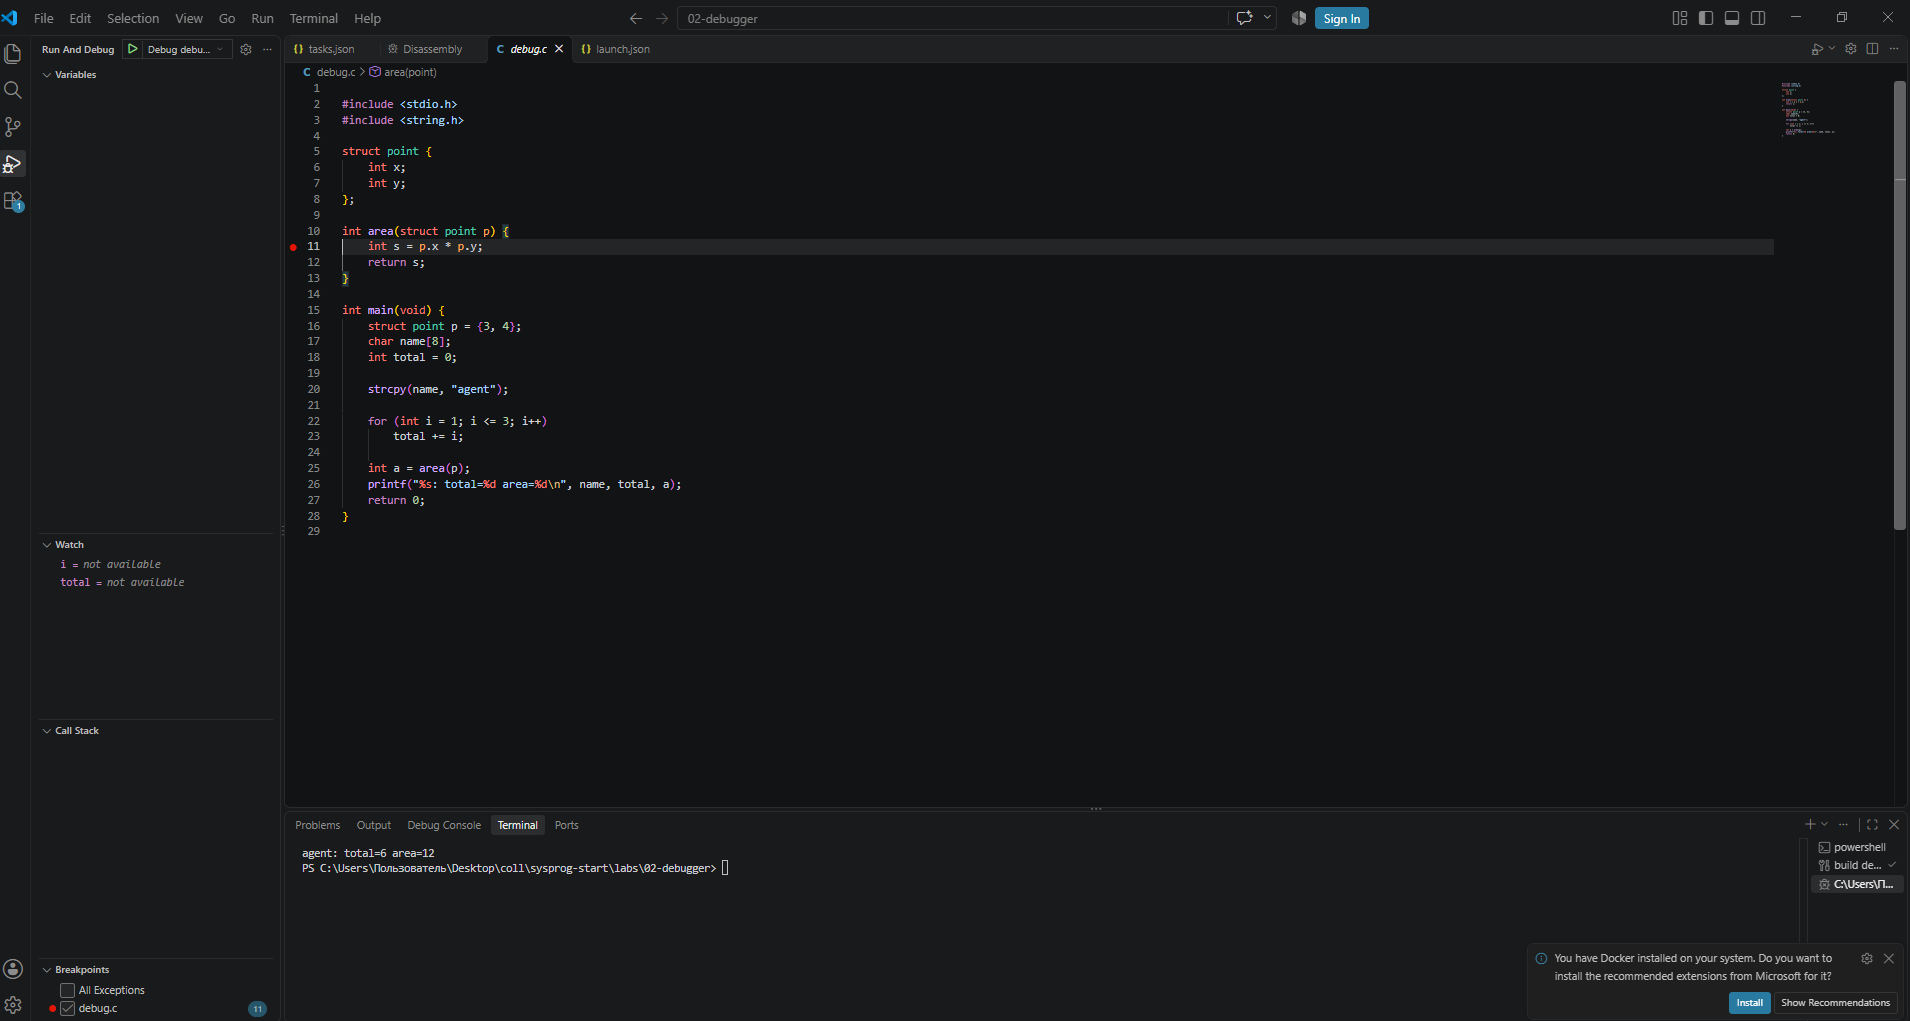 File Edit Selection View Go Run Terminal Help
02-debugger
Sign In
Run And Debug
Debug debu...
Variables
Watch
i = not available
total = not available
Call Stack
Breakpoints
All Exceptions
debug.c
11
1
tasks.json
Disassembly
debug.c
launch.json
debug.c > area(point)
1
2 #include <stdio.h>
3 #include <string.h>
4
5 struct point {
6 int x;
7 int y;
8 };
9
10 int area(struct point p) {
11 int s = p.x * p.y;
12 return s;
13 }
14
15 int main(void) {
16 struct point p = {3, 4};
17 char name[8];
18 int total = 0;
19
20 strcpy(name, "agent");
21
22 for (int i = 1; i <= 3; i++)
23 total += i;
24
25 int a = area(p);
26 printf("%s: total=%d area=%d\n", name, total, a);
27 return 0;
28 }
29
Problems Output Debug Console Terminal Ports
agent: total=6 area=12
PS C:\Users\Пользователь\Desktop\coll\sysprog-start\labs\02-debugger>
powershell
build de...
C:\Users\П...
You have Docker installed on your system. Do you want to
install the recommended extensions from Microsoft for it?
Install
Show Recommendations